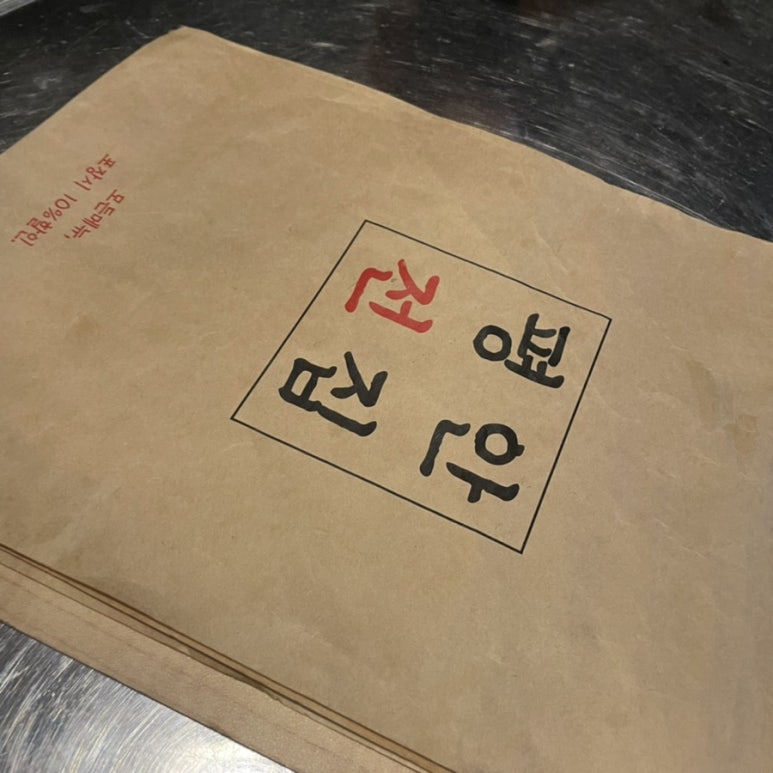 평안
전집
모든메뉴,
포장시 10%할인.